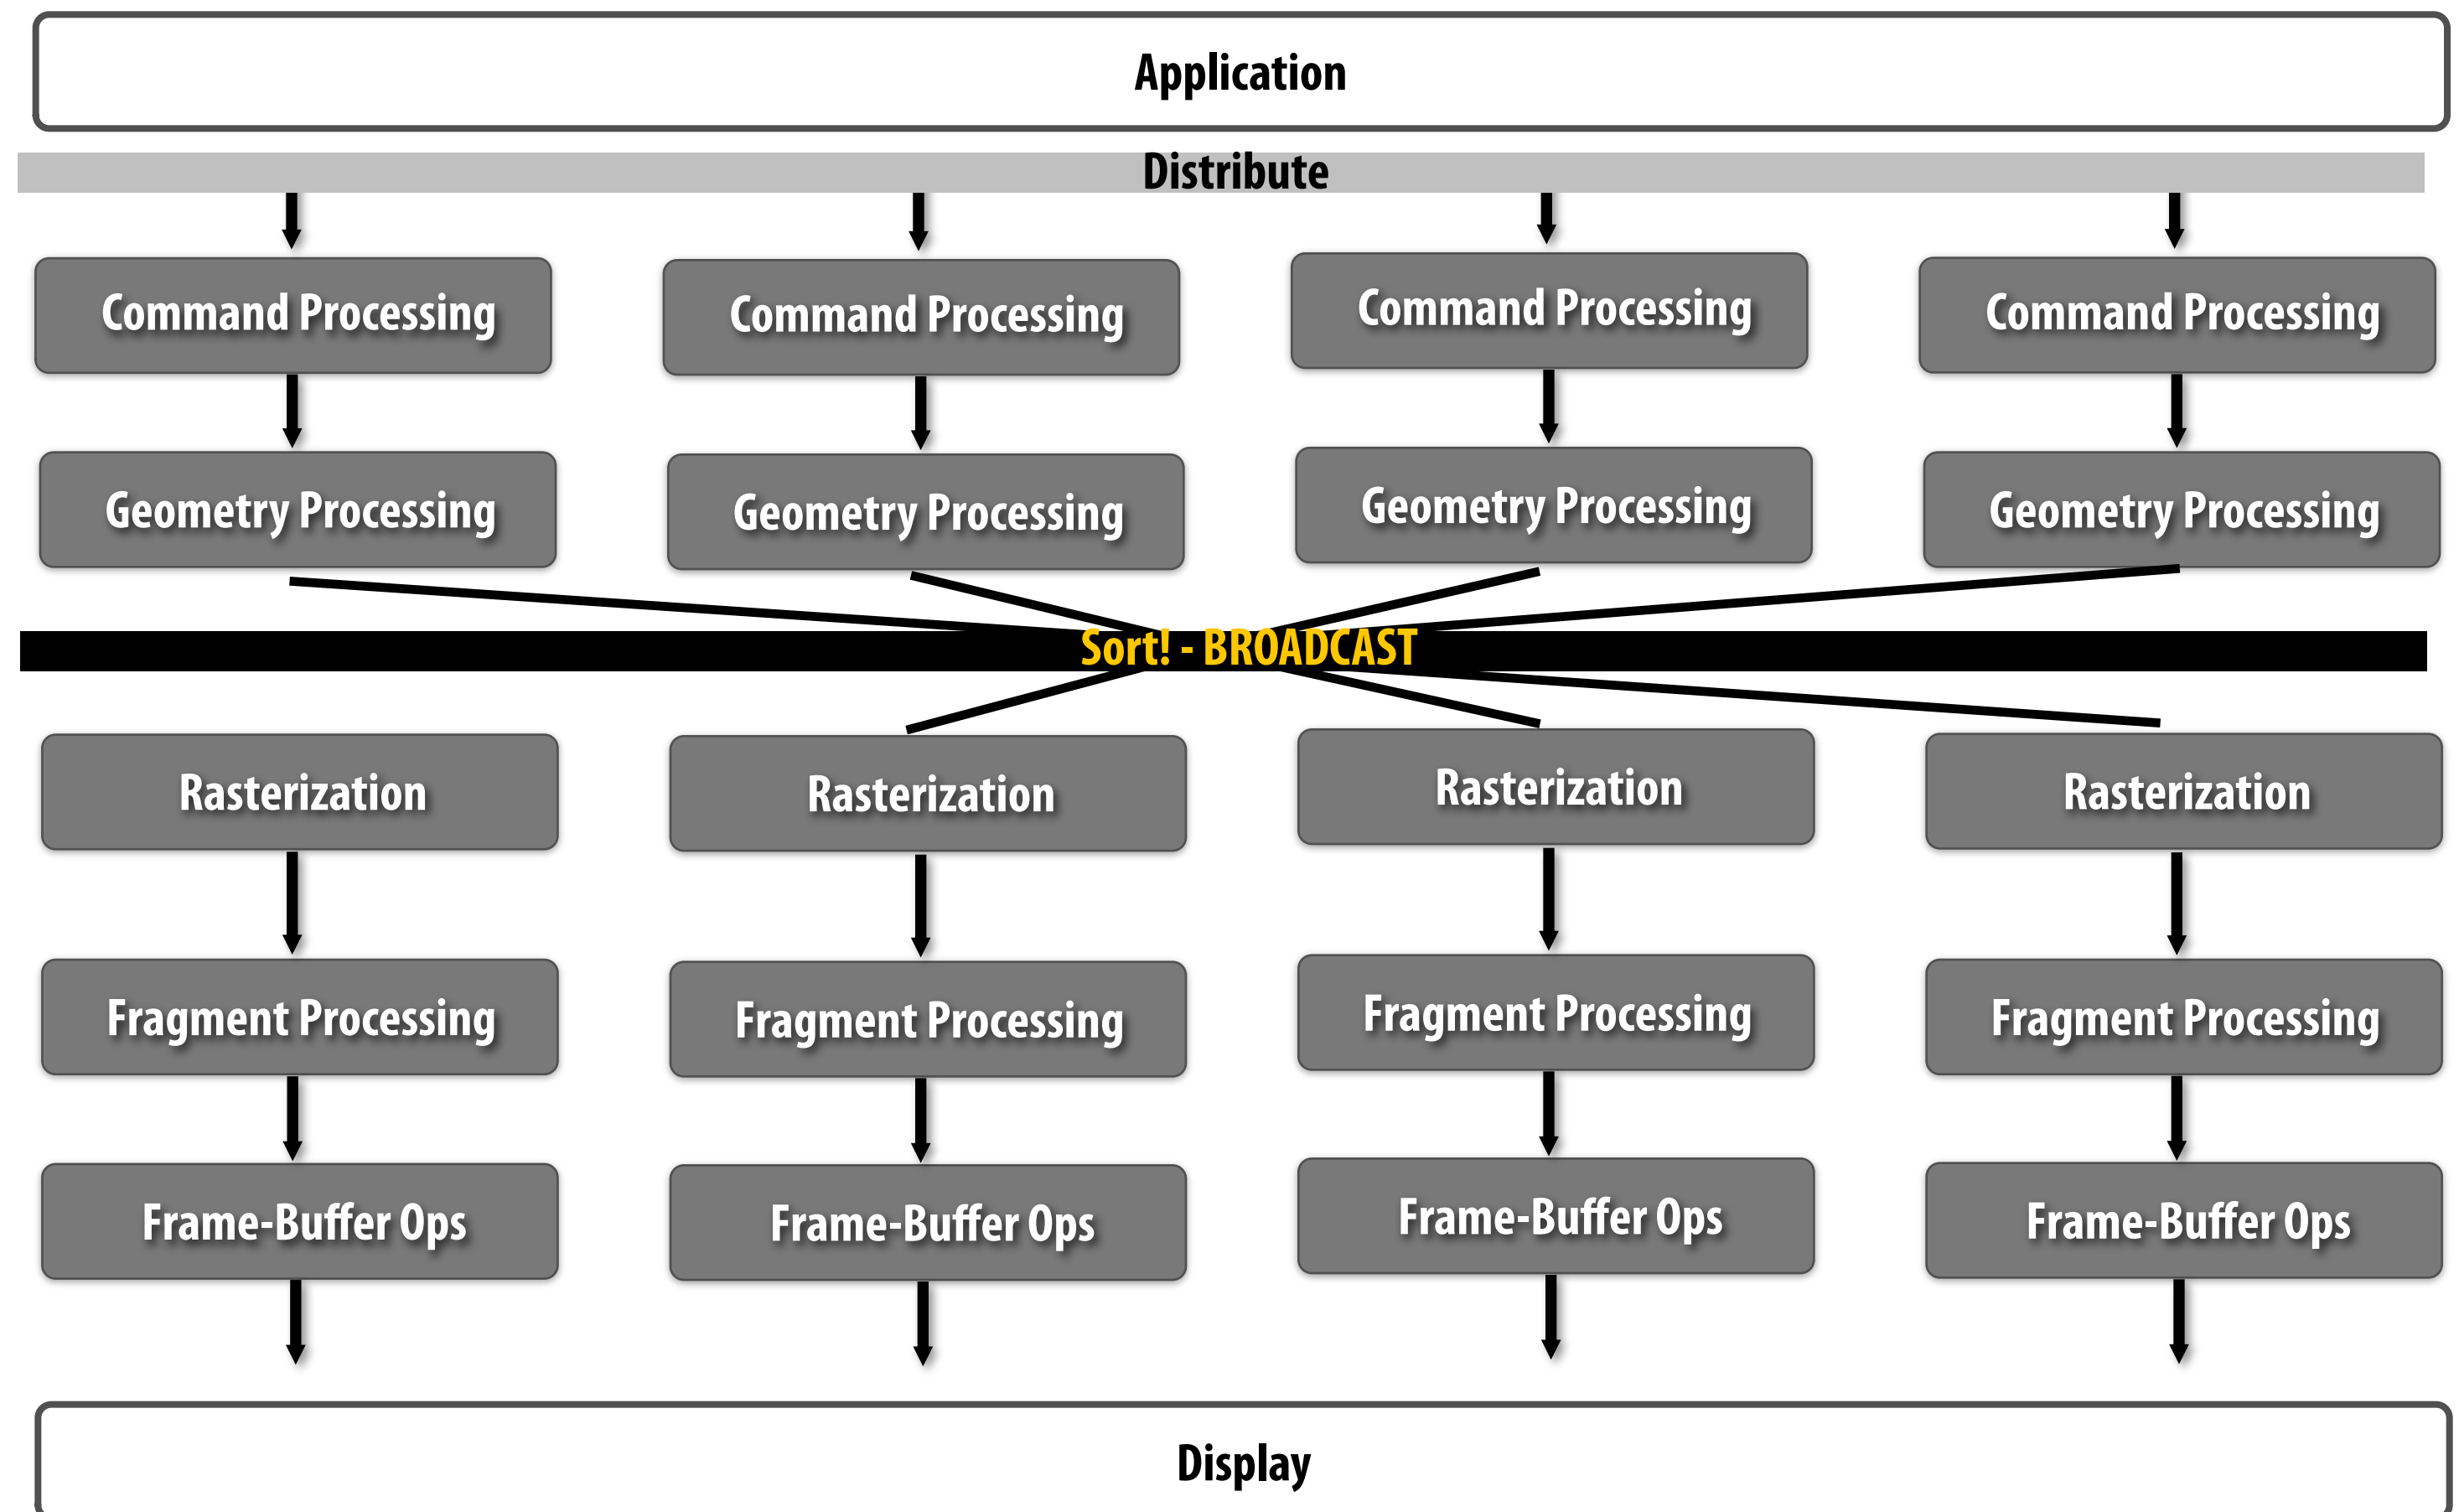 Application
Distribute
Command Processing
Command Processing
Command Processing
Command Processing
Geometry Processing
Geometry Processing
Geometry Processing
Geometry Processing
Sort! - BROADCAST
Rasterization
Rasterization
Rasterization
Rasterization
Fragment Processing
Fragment Processing
Fragment Processing
Fragment Processing
Frame-Buffer Ops
Frame-Buffer Ops
Frame-Buffer Ops
Frame-Buffer Ops
Display